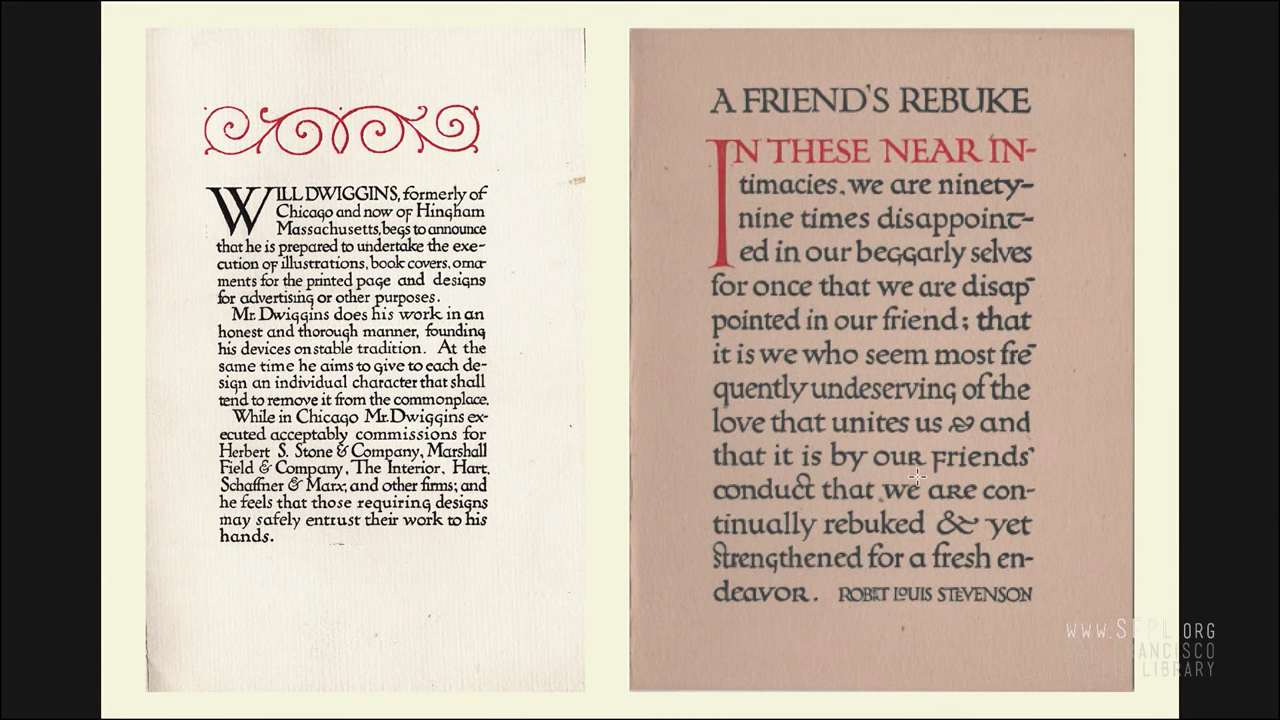 WILL DWIGGINS, formerly of
Chicago and now of Hingham
Massachusetts, begs to announce
that he is prepared to undertake the exe-
cution of illustrations, book covers, orna-
ments for the printed page and designs
for advertising or other purposes.
Mr. Dwiggins does his work in an
honest and thorough manner, founding
his devices on stable tradition. At the
same time he aims to give to each de-
sign an individual character that shall
tend to remove it from the commonplace.
While in Chicago Mr. Dwiggins ex-
ecuted acceptably commissions for
Herbert S. Stone & Company, Marshall
Field & Company, The Interior, Hart,
Schaffner & Marx, and other firms; and
he feels that those requiring designs
may safely entrust their work to his
hands.
A FRIEND'S REBUKE
IN THESE NEAR IN-
timacies, we are ninety-
nine times disappoint-
ed in our beggarly selves
for once that we are disap-
pointed in our friend; that
it is we who seem most fre-
quently undeserving of the
love that unites us & and
that it is by our friends'
conduct that we are con-
tinually rebuked & yet
strengthened for a fresh en-
deavor. ROBERT LOUIS STEVENSON
WWW.SFPL.ORG
SAN FRANCISCO
PUBLIC LIBRARY